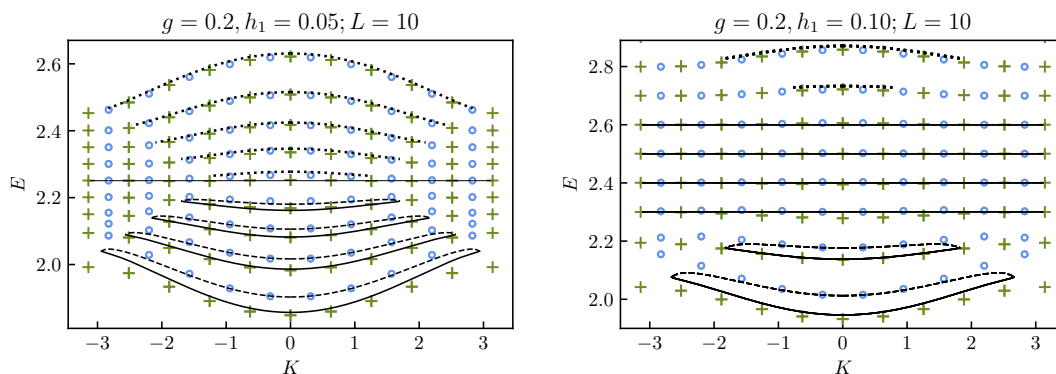 g = 0.2, h₁ = 0.05; L = 10
2.6
2.4
2.2
2.0
E
−3 −2 −1 0 1 2 3
K
g = 0.2, h₁ = 0.10; L = 10
2.8
2.6
2.4
2.2
2.0
E
−3 −2 −1 0 1 2 3
K